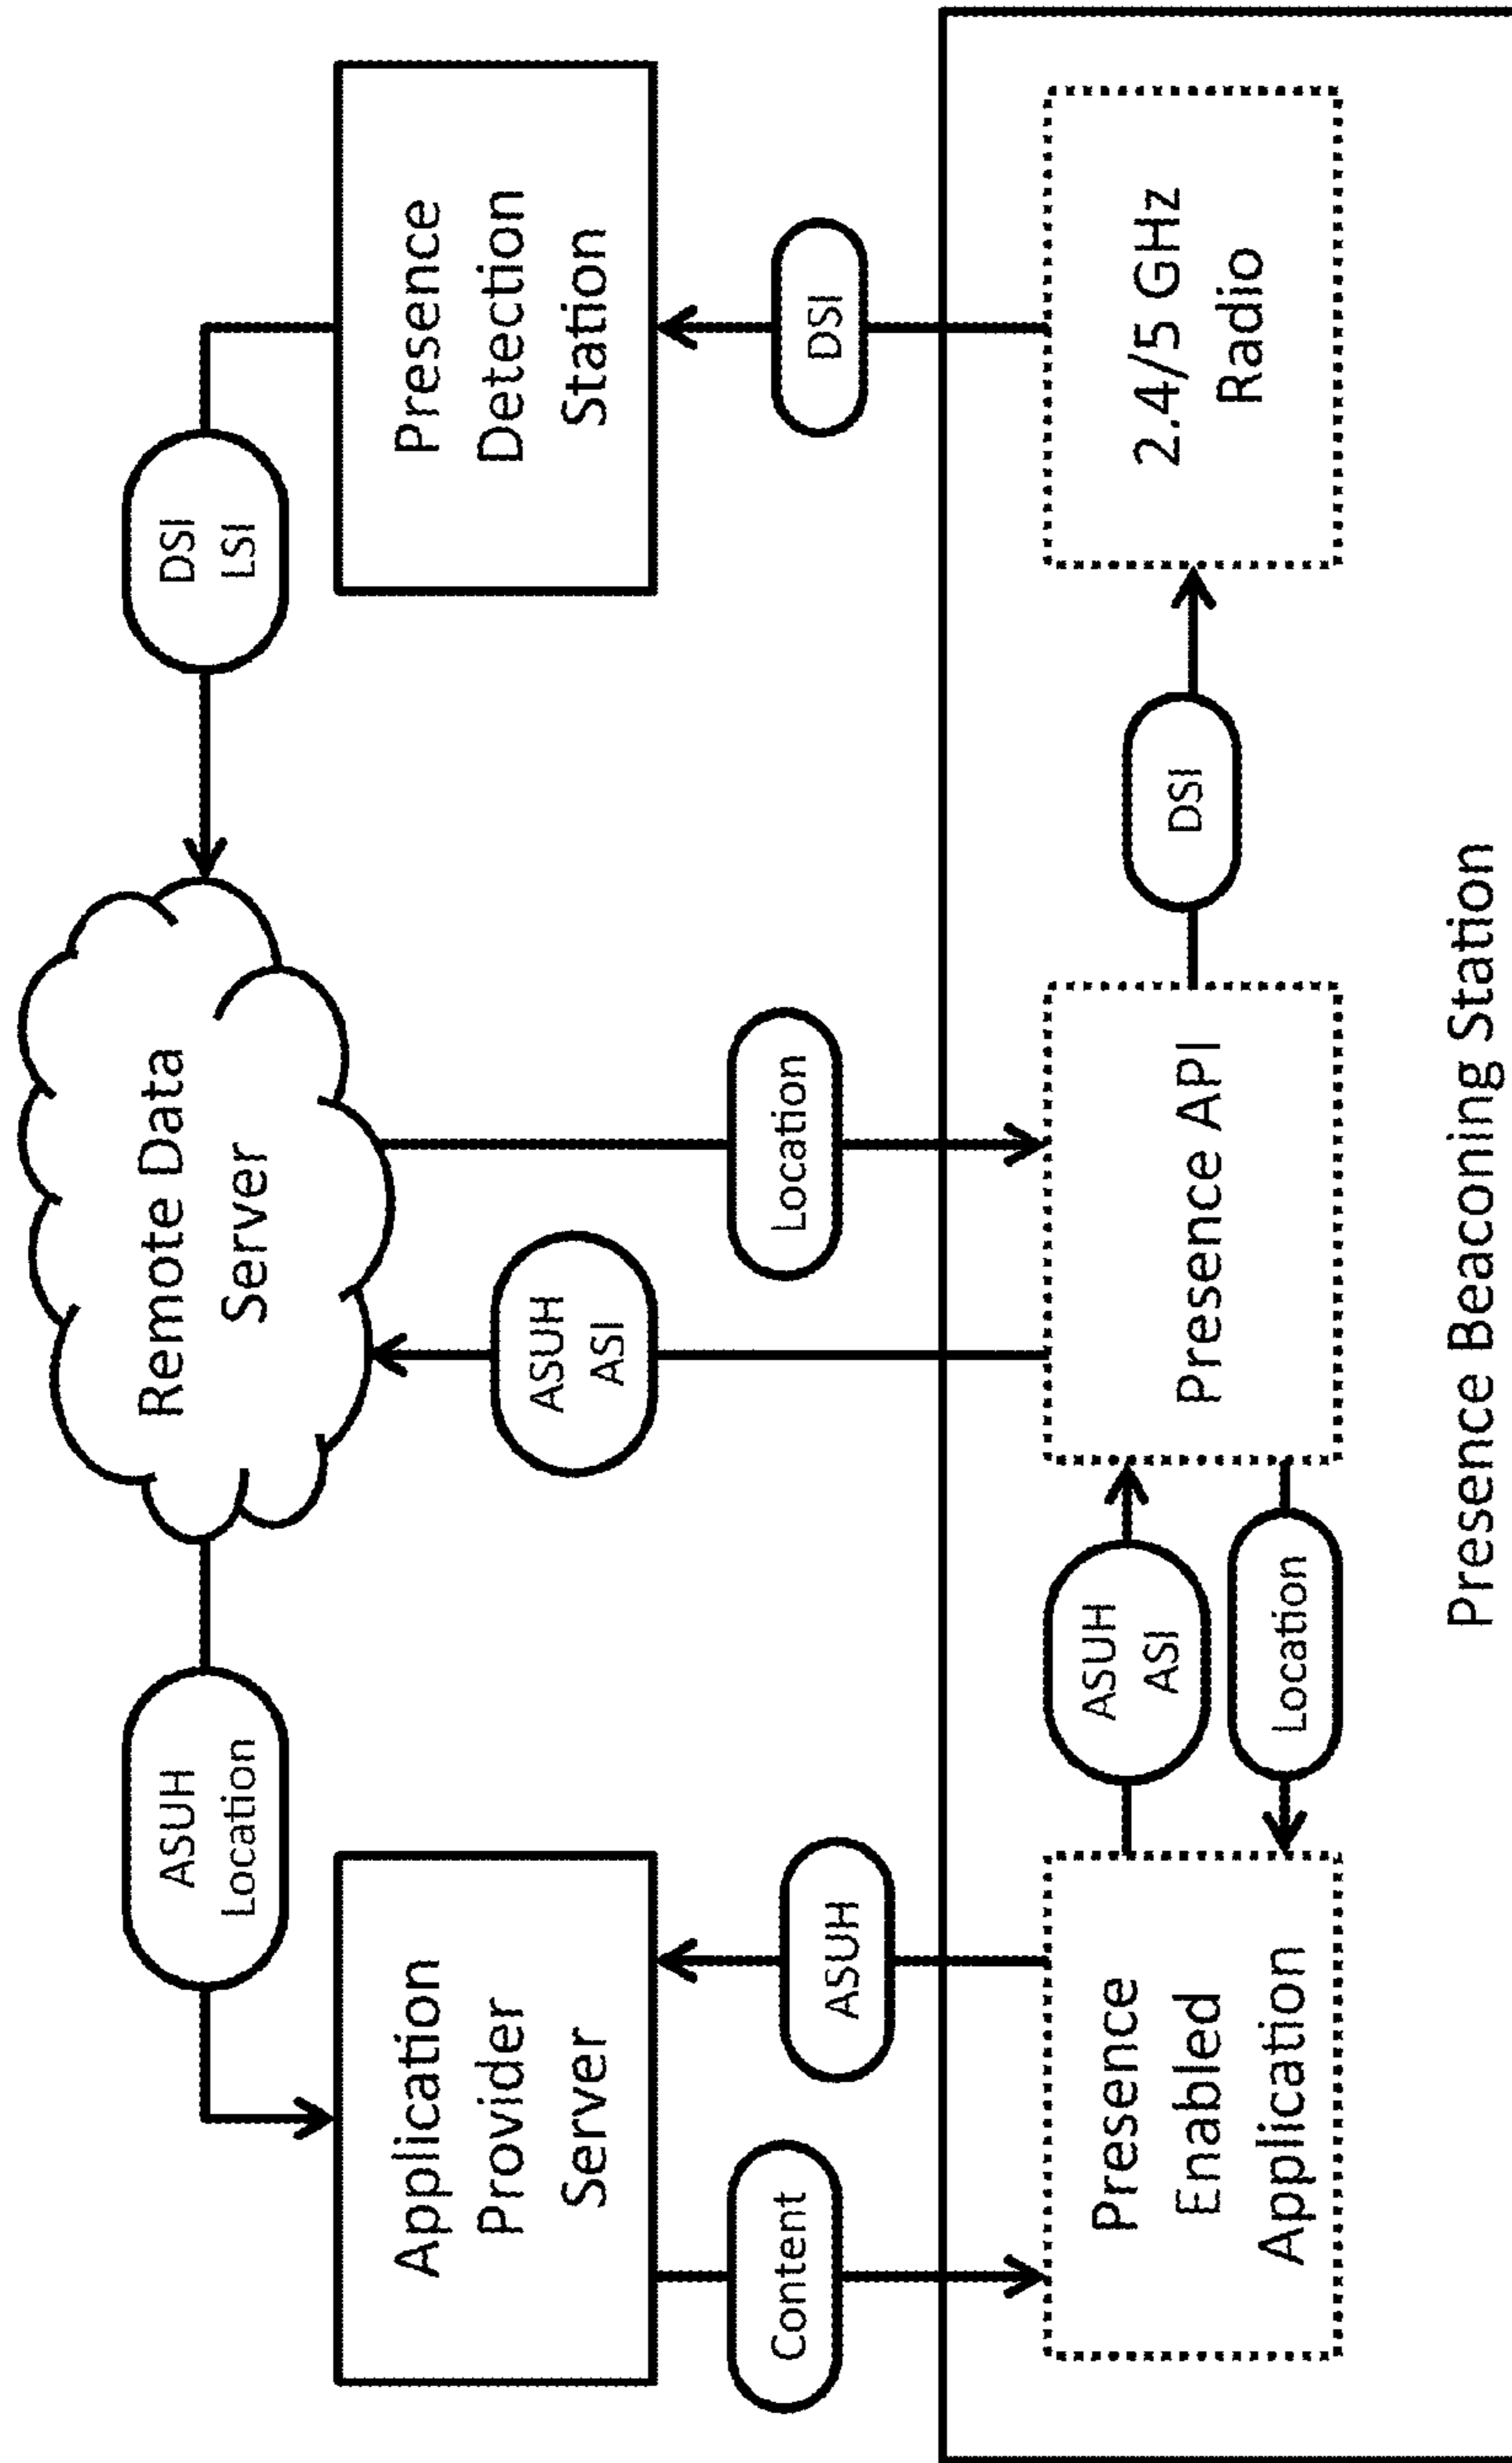 ASUH
Location
Remote Data
Server
DSI
LSI
Application
Provider
Server
Presence
Detection
Station
Content
ASUH
ASUH
ASI
Location
DSI
Presence
Enabled
Application
ASUH
ASI
Location
Presence API
DSI
2.4/5 GHz
Radio
Presence Beaconing Station